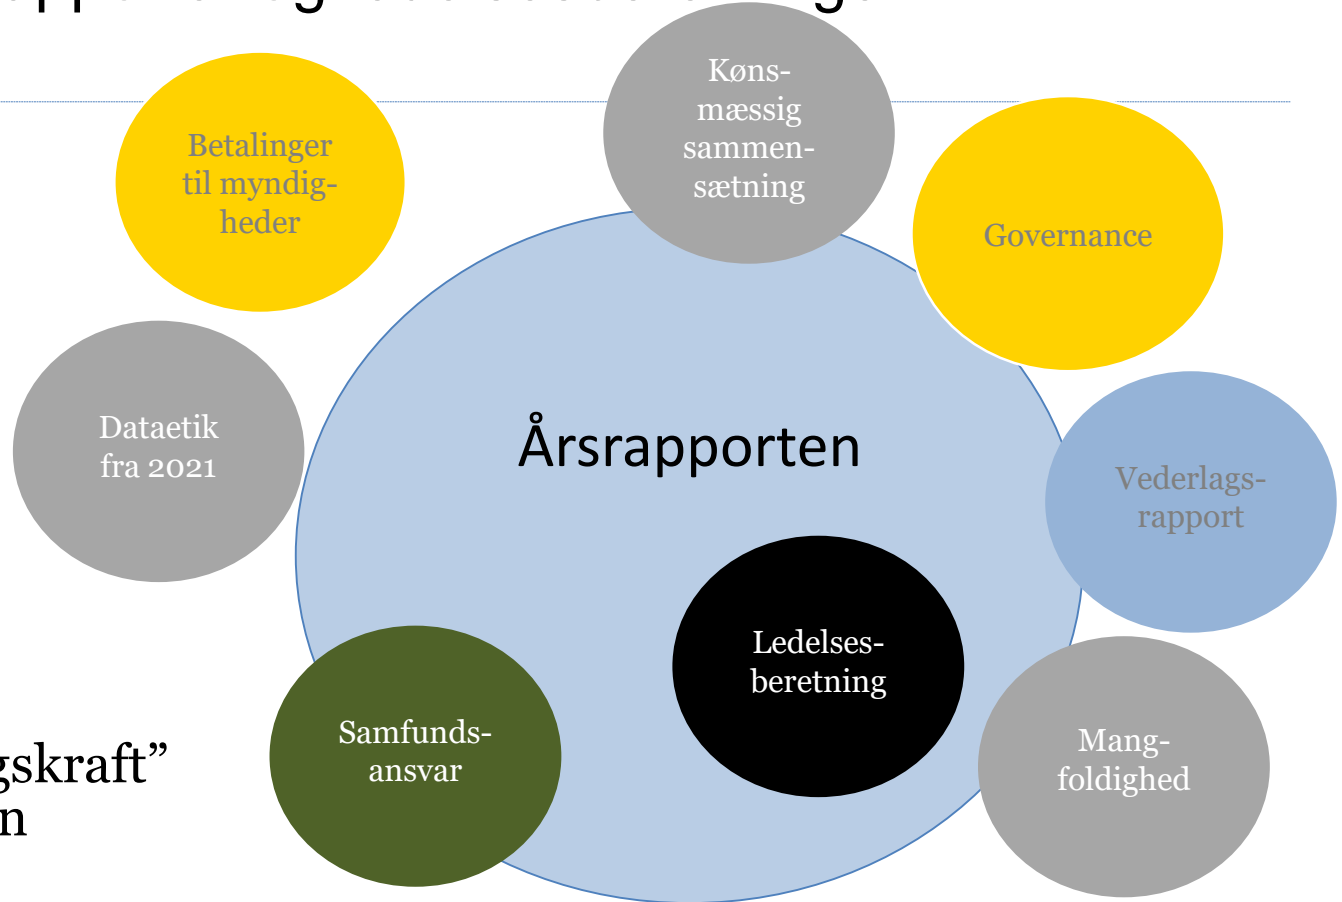 Køns-
mæssig
sammen-
sætning
Betalinger
til myndig-
heder
Governance
Dataetik
fra 2021
Årsrapporten
Vederlags-
rapport
Ledelses-
beretning
Samfunds-
ansvar
Mang-
foldighed
gskraft”
n